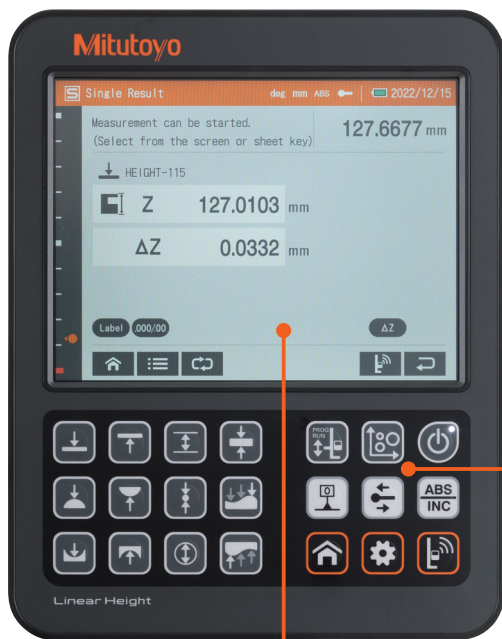 Mitutoyo
S Single Result deg mm ABS 2022/12/15
Measurement can be started.
(Select from the screen or sheet key)
127.6677 mm
HEIGHT-115
Z 127.0103 mm
ΔZ 0.0332 mm
Label .000/00 ΔZ
PROG
RUN
ABS
INC
Linear Height